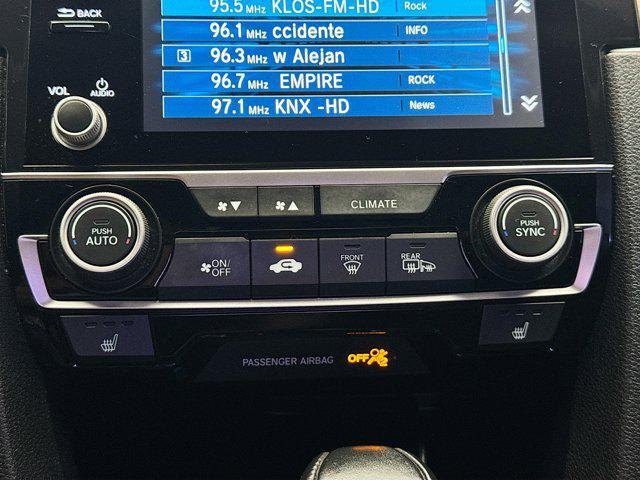 BACK
95.5 MHz KLOS-FM-HD Rock
96.1 MHz ccidente INFO
3 96.3 MHz w Alejan
96.7 MHz EMPIRE ROCK
97.1 MHz KNX -HD News
VOL AUDIO
CLIMATE
PUSH AUTO
PUSH SYNC
ON/OFF
FRONT
REAR
PASSENGER AIRBAG OFF 2